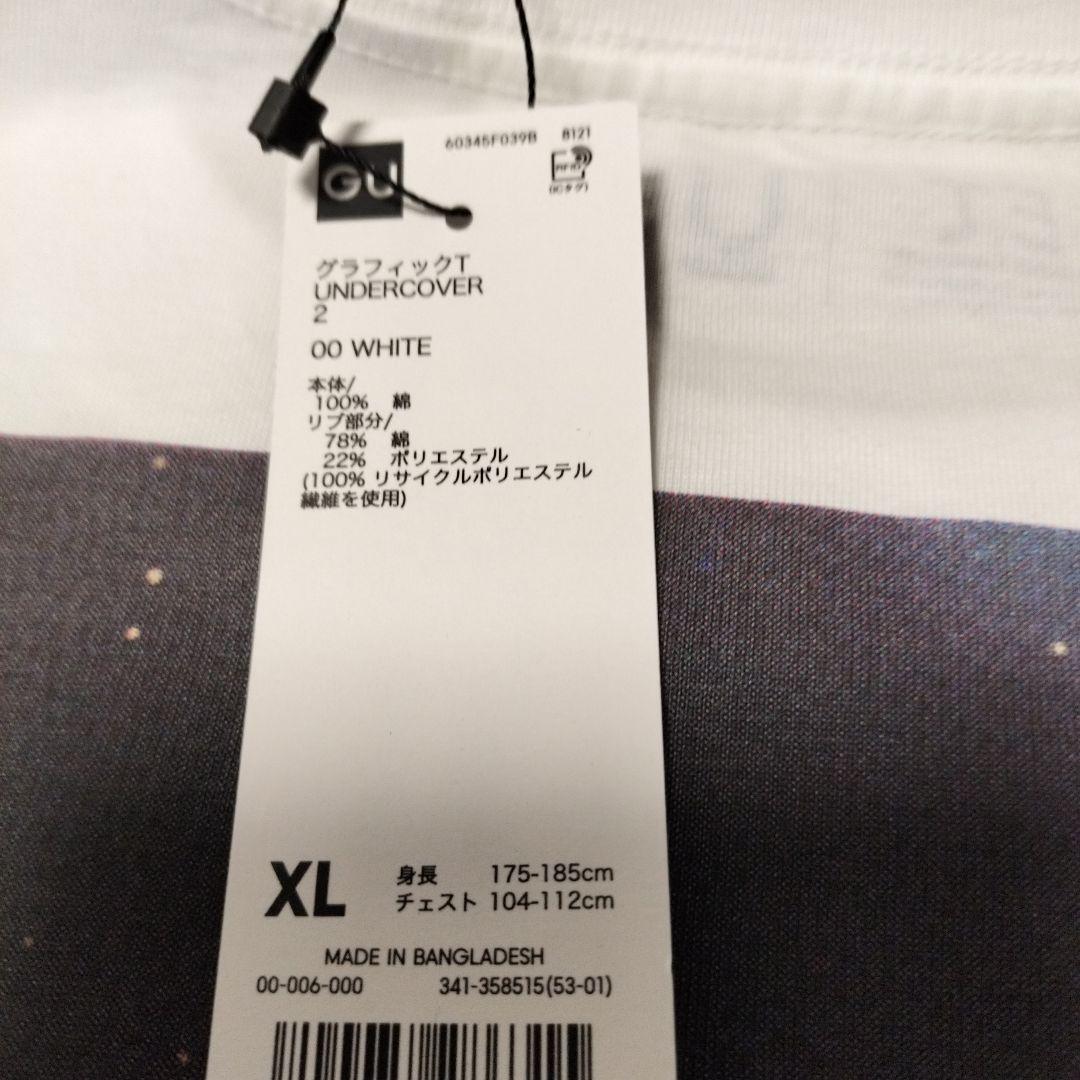 60345F039B 8121
GU
RFID
(ICタグ)
グラフィックT
UNDERCOVER
2
00 WHITE
本体/
100% 綿
リブ部分/
78% 綿
22% ポリエステル
(100% リサイクルポリエステル
繊維を使用)
XL 身長 175-185cm
チェスト 104-112cm
MADE IN BANGLADESH
00-006-000 341-358515(53-01)